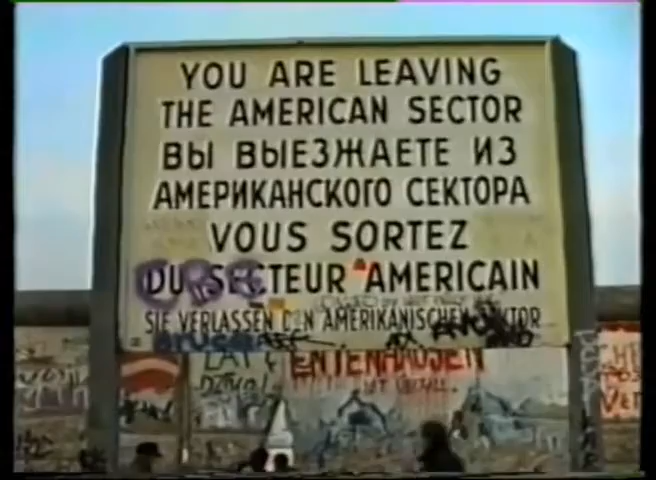 YOU ARE LEAVING
THE AMERICAN SECTOR
ВЫ ВЫЕЗЖАЕТЕ ИЗ
АМЕРИКАНСКОГО СЕКТОРА
VOUS SORTEZ
DU SECTEUR AMERICAIN
SIE VERLASSEN DEN AMERIKANISCHEN SEKTOR
ENTENHAUSEN